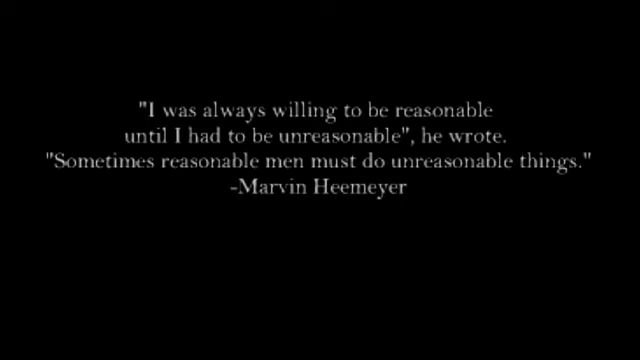 "I was always willing to be reasonable
until I had to be unreasonable", he wrote.
"Sometimes reasonable men must do unreasonable things."
-Marvin Heemeyer